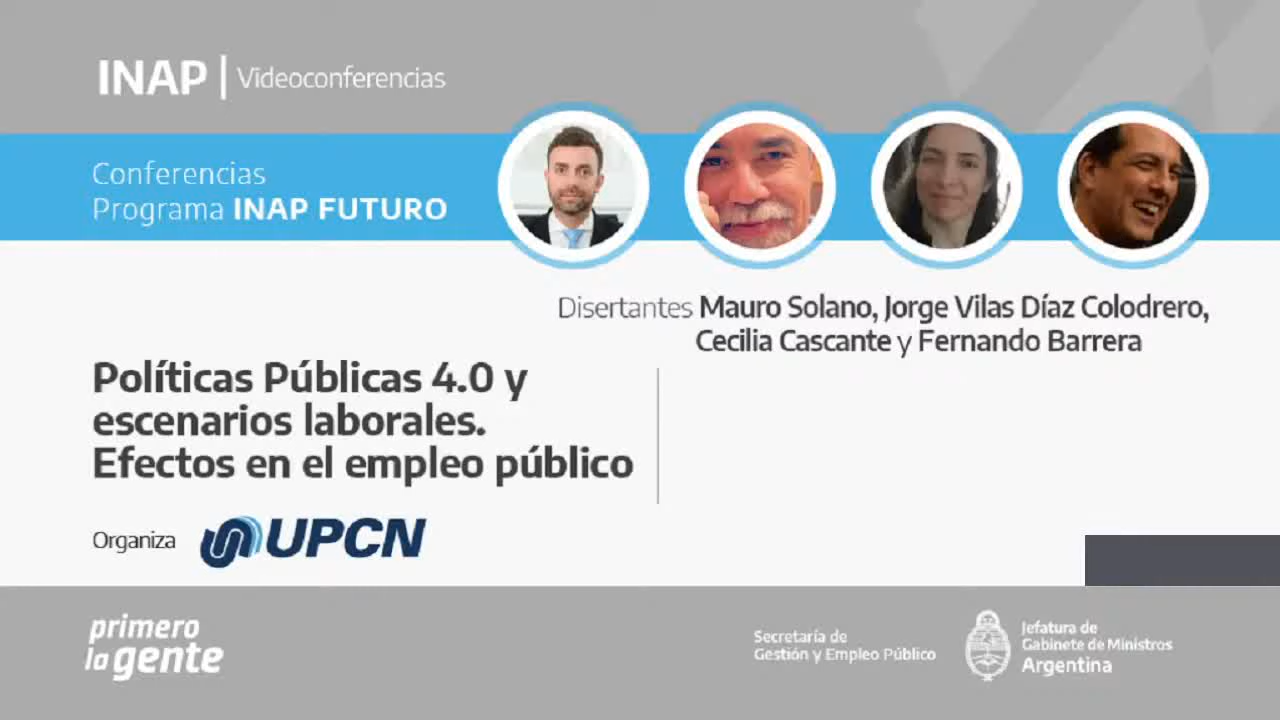 INAP | Videoconferencias
Conferencias
Programa INAP FUTURO
Disertantes Mauro Solano, Jorge Vilas Díaz Colodrero,
Cecilia Cascante y Fernando Barrera
Políticas Públicas 4.0 y
escenarios laborales.
Efectos en el empleo público
Organiza UPCN
primero
la gente
Secretaría de
Gestión y Empleo Público
Jefatura de
Gabinete de Ministros
Argentina